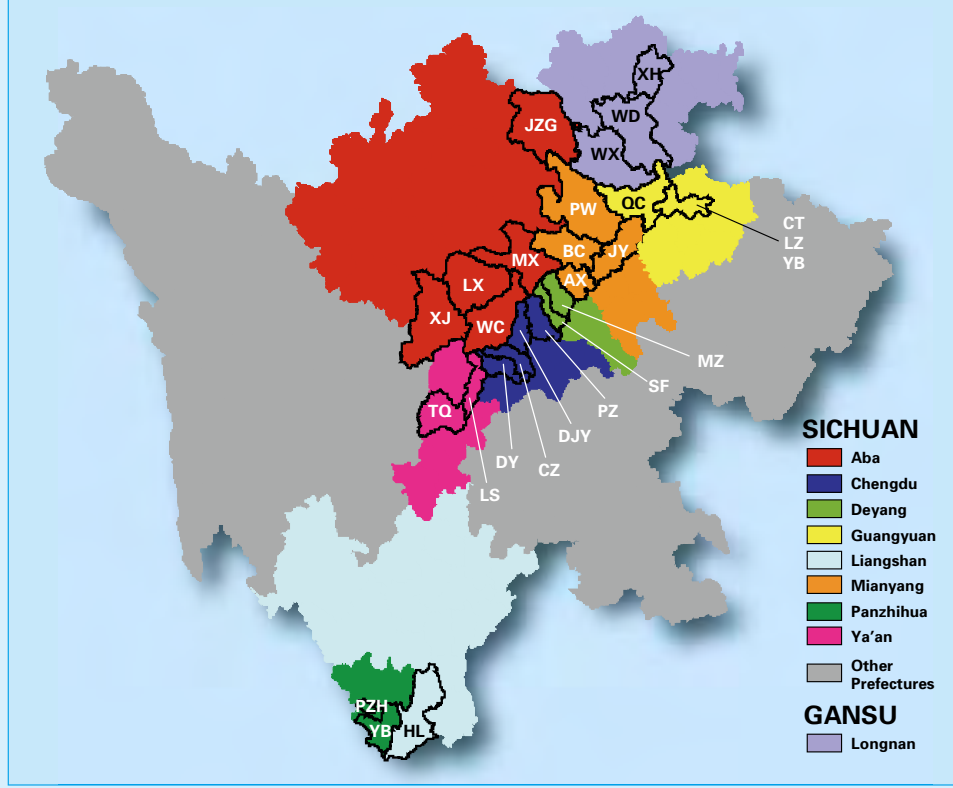 XH
WD
JZG
WX
QC
PW
CT
LZ
YB
BC
JY
MX
AX
LX
XJ
WC
MZ
SF
PZ
TQ
DJY
DY
CZ
LS
SICHUAN
Aba
Chengdu
Deyang
Guangyuan
Liangshan
Mianyang
Panzhihua
Ya'an
Other
Prefectures
GANSU
Longnan
PZH
YB
HL